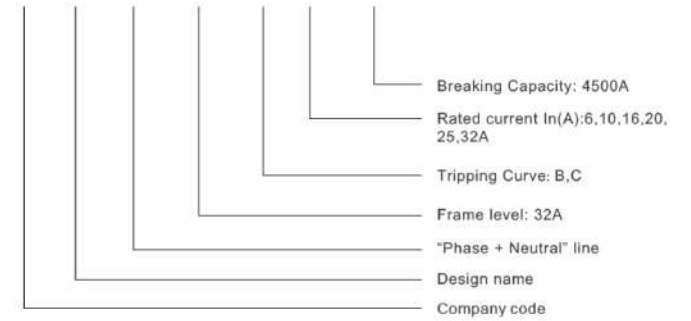 Breaking Capacity: 4500A
Rated current In(A):6,10,16,20,
25,32A
Tripping Curve: B,C
Frame level: 32A
"Phase + Neutral" line
Design name
Company code